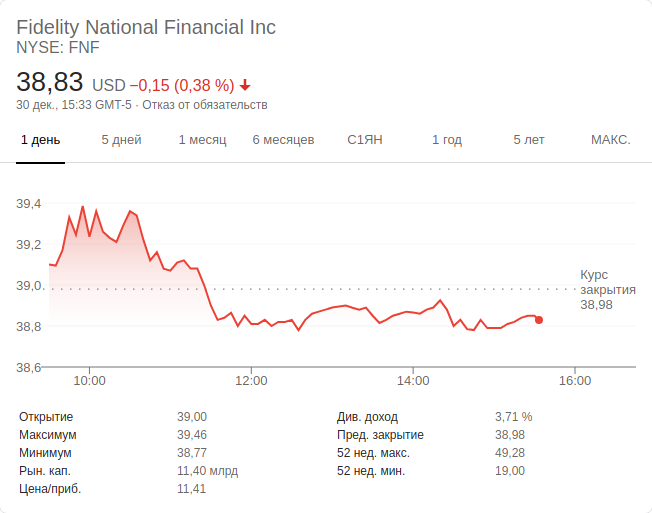 Fidelity National Financial Inc
NYSE: FNF
38,83 USD −0,15 (0,38 %)
30 дек., 15:33 GMT-5 · Отказ от обязательств
1 день 5 дней 1 месяц 6 месяцев С1ЯН 1 год 5 лет МАКС.
39,4
39,2
39,0
Курс
закрытия
38,98
38,8
38,6
10:00 12:00 14:00 16:00
Открытие 39,00 Див. доход 3,71 %
Максимум 39,46 Пред. закрытие 38,98
Минимум 38,77 52 нед. макс. 49,28
Рын. кап. 11,40 млрд 52 нед. мин. 19,00
Цена/приб. 11,41